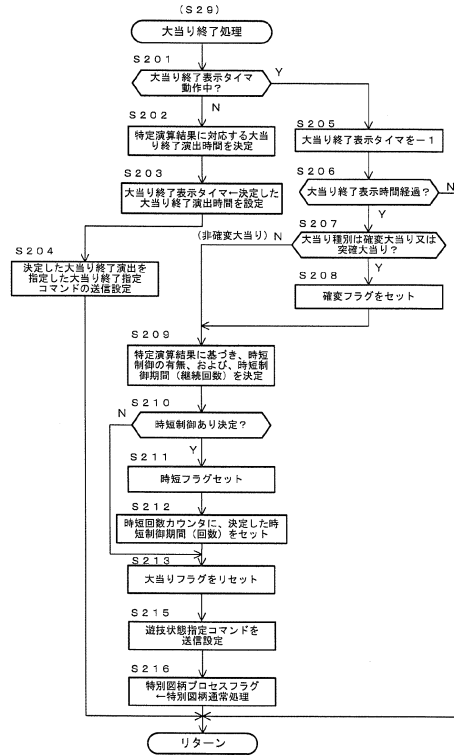 (S29)
大当り終了処理
S201
大当り終了表示タイマ
動作中?
Y
N
S202
特定演算結果に対応する大当
り終了演出時間を決定
S203
大当り終了表示タイマ←決定した
大当り終了演出時間を設定
S204
決定した大当り終了演出を
指定した大当り終了指定
コマンドの送信設定
S205
大当り終了表示タイマを-1
S206
大当り終了表示時間経過?
N
Y
S207
(非確変大当り) N
大当り種別は確変大当り又は
突確大当り?
Y
S208
確変フラグをセット
S209
特定演算結果に基づき、時短
制御の有無、および、時短制
御期間(継続回数)を決定
S210
N
時短制御あり決定?
Y
S211
時短フラグセット
S212
時短回数カウンタに、決定した時
短制御期間(回数)をセット
S213
大当りフラグをリセット
S215
遊技状態指定コマンドを
送信設定
S216
特別図柄プロセスフラグ
←特別図柄通常処理
リターン